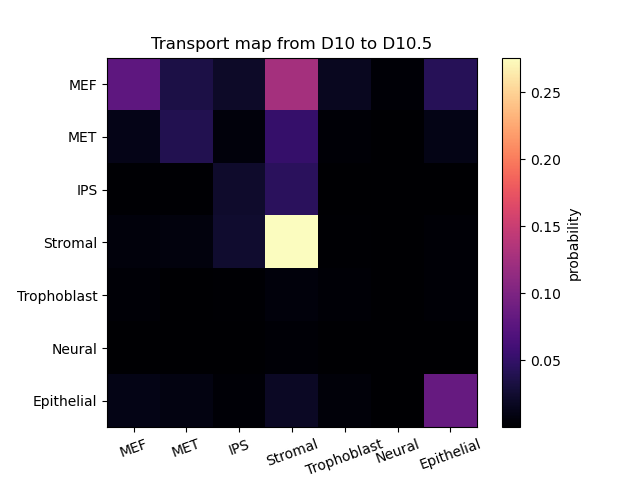 Transport map from D10 to D10.5
MEF
MET
IPS
Stromal
Trophoblast
Neural
Epithelial
MEF
MET
IPS
Stromal
Trophoblast
Neural
Epithelial
0.25
0.20
0.15
0.10
0.05
probability